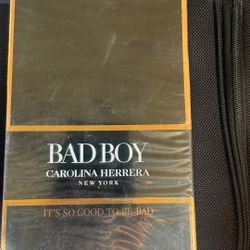 BAD BOY
CAROLINA HERRERA
NEW YORK
IT'S SO GOOD TO BE BAD